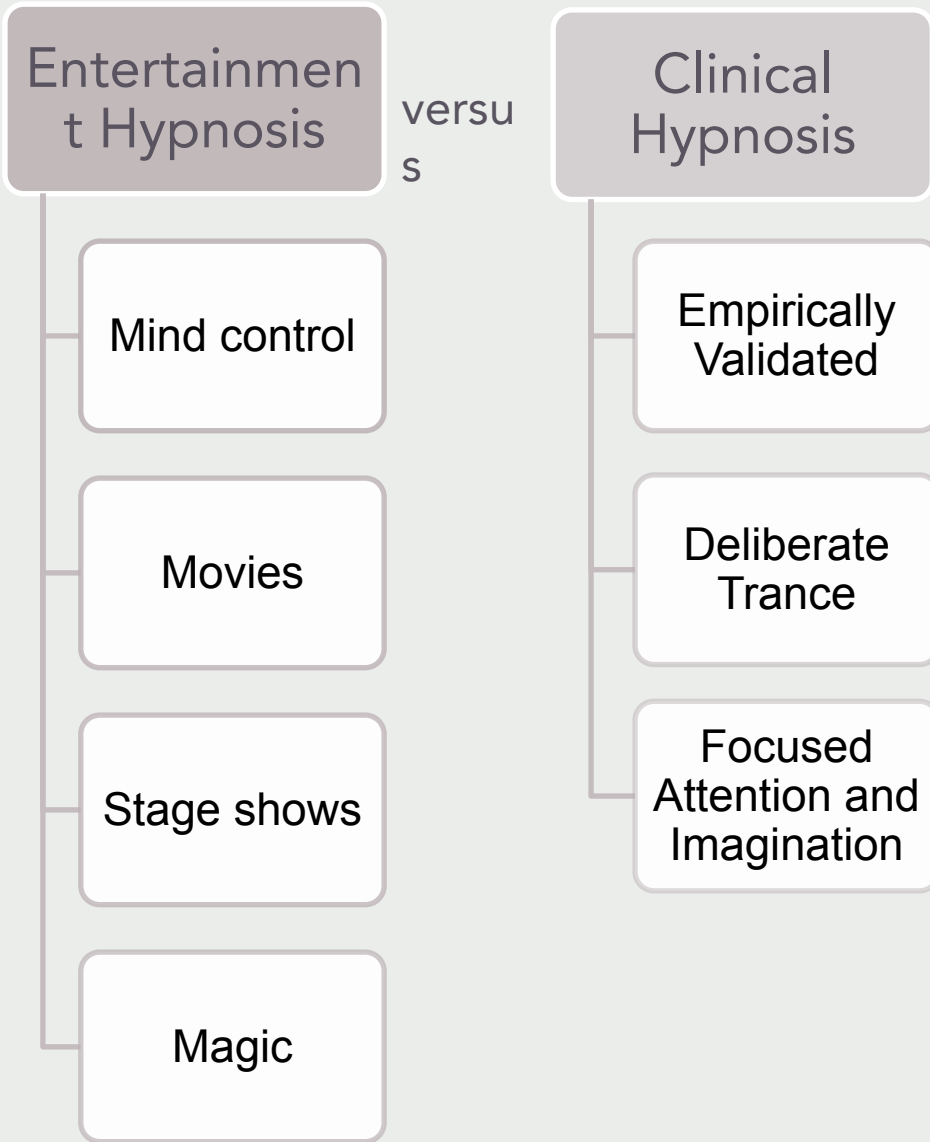 Entertainmen
t Hypnosis
versu
s
Clinical
Hypnosis
Mind control
Movies
Stage shows
Magic
Empirically
Validated
Deliberate
Trance
Focused
Attention and
Imagination